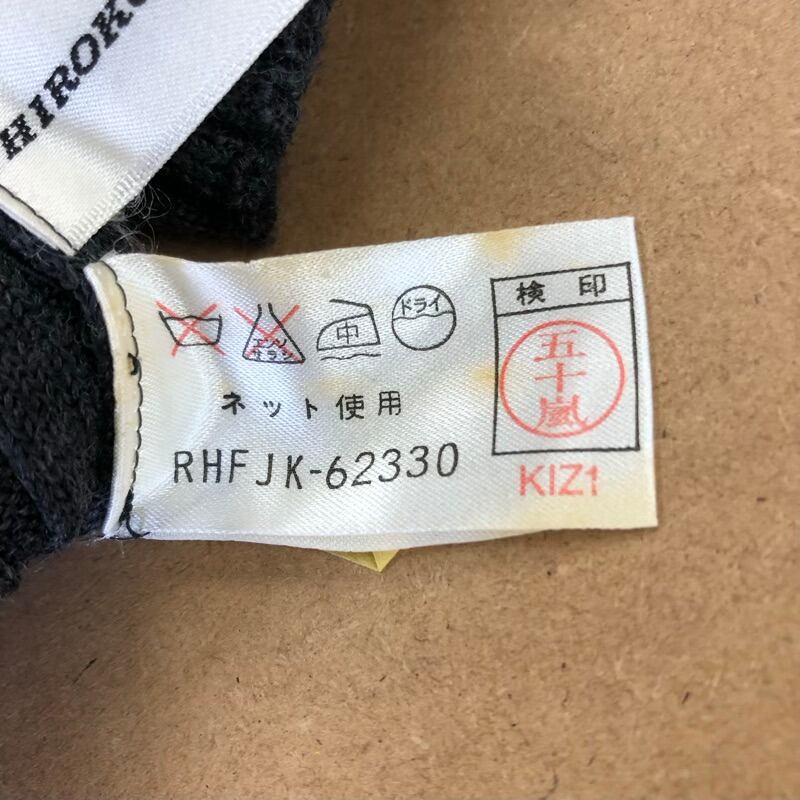 HIROKO
エンソ
サラシ
中
ドライ
検印
五十嵐
ネット使用
RHFJK-62330
KIZ1